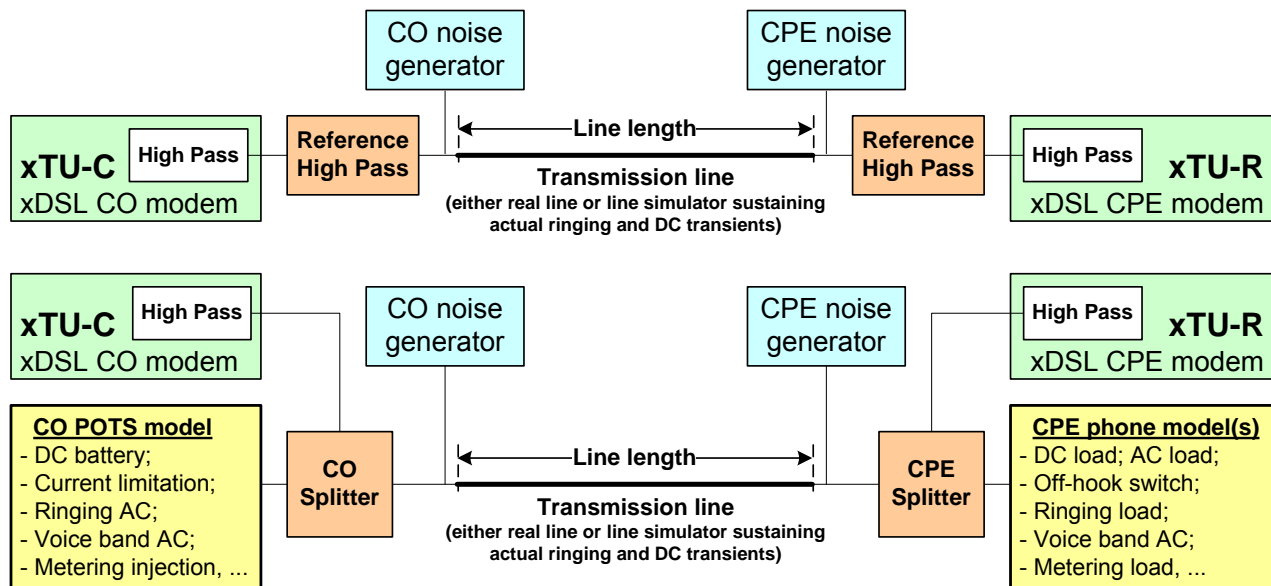 CO noise
generator
CPE noise
generator
xTU-C
High Pass
xDSL CO modem
Reference
High Pass
Line length
Transmission line
(either real line or line simulator sustaining
actual ringing and DC transients)
Reference
High Pass
High Pass
xTU-R
xDSL CPE modem
xTU-C
High Pass
xDSL CO modem
CO noise
generator
CPE noise
generator
High Pass
xTU-R
xDSL CPE modem
CO POTS model
- DC battery;
- Current limitation;
- Ringing AC;
- Voice band AC;
- Metering injection, ...
CO
Splitter
Line length
Transmission line
(either real line or line simulator sustaining
actual ringing and DC transients)
CPE
Splitter
CPE phone model(s)
- DC load; AC load;
- Off-hook switch;
- Ringing load;
- Voice band AC;
- Metering load, ...